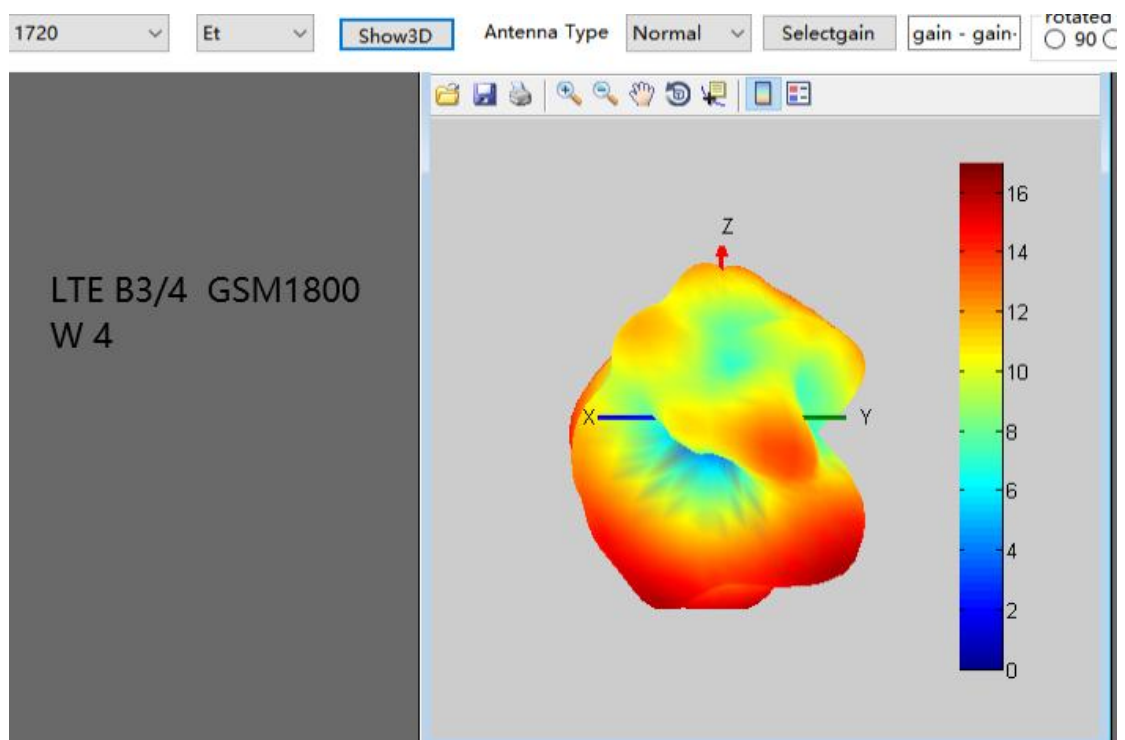 1720
Et
Show3D
Antenna Type
Normal
Selectgain
gain - gain-
rotated
90
LTE B3/4 GSM1800
W 4
Z
X
Y
16
14
12
10
8
6
4
2
0